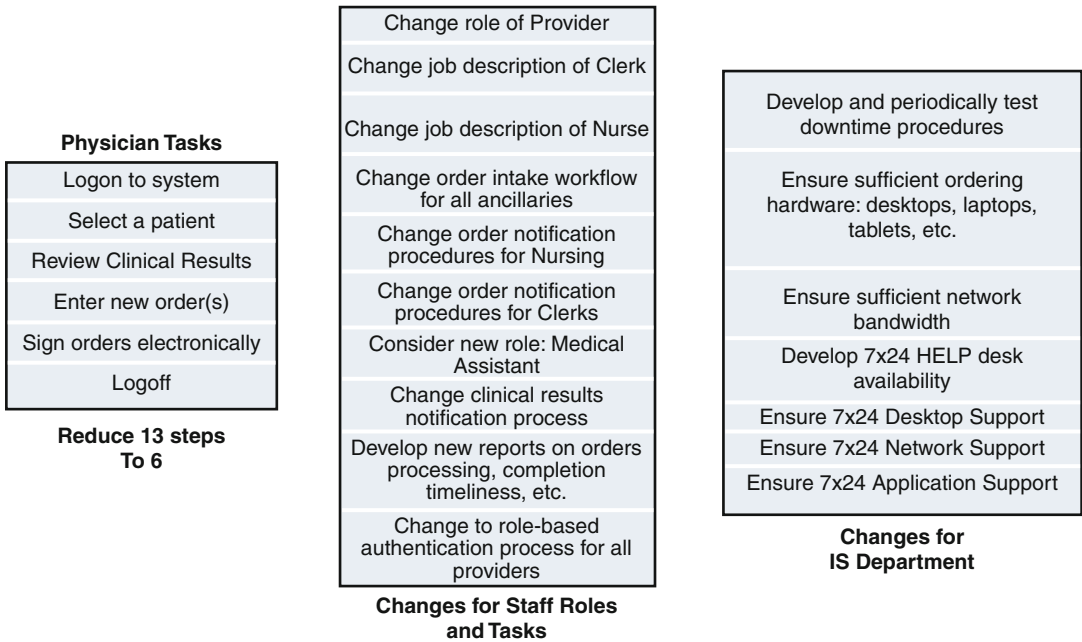 Physician Tasks
Logon to system
Select a patient
Review Clinical Results
Enter new order(s)
Sign orders electronically
Logoff
Reduce 13 steps
To 6
Change role of Provider
Change job description of Clerk
Change job description of Nurse
Change order intake workflow
for all ancillaries
Change order notification
procedures for Nursing
Change order notification
procedures for Clerks
Consider new role: Medical
Assistant
Change clinical results
notification process
Develop new reports on orders
processing, completion
timeliness, etc.
Change to role-based
authentication process for all
providers
Changes for Staff Roles
and Tasks
Develop and periodically test
downtime procedures
Ensure sufficient ordering
hardware: desktops, laptops,
tablets, etc.
Ensure sufficient network
bandwidth
Develop 7x24 HELP desk
availability
Ensure 7x24 Desktop Support
Ensure 7x24 Network Support
Ensure 7x24 Application Support
Changes for
IS Department